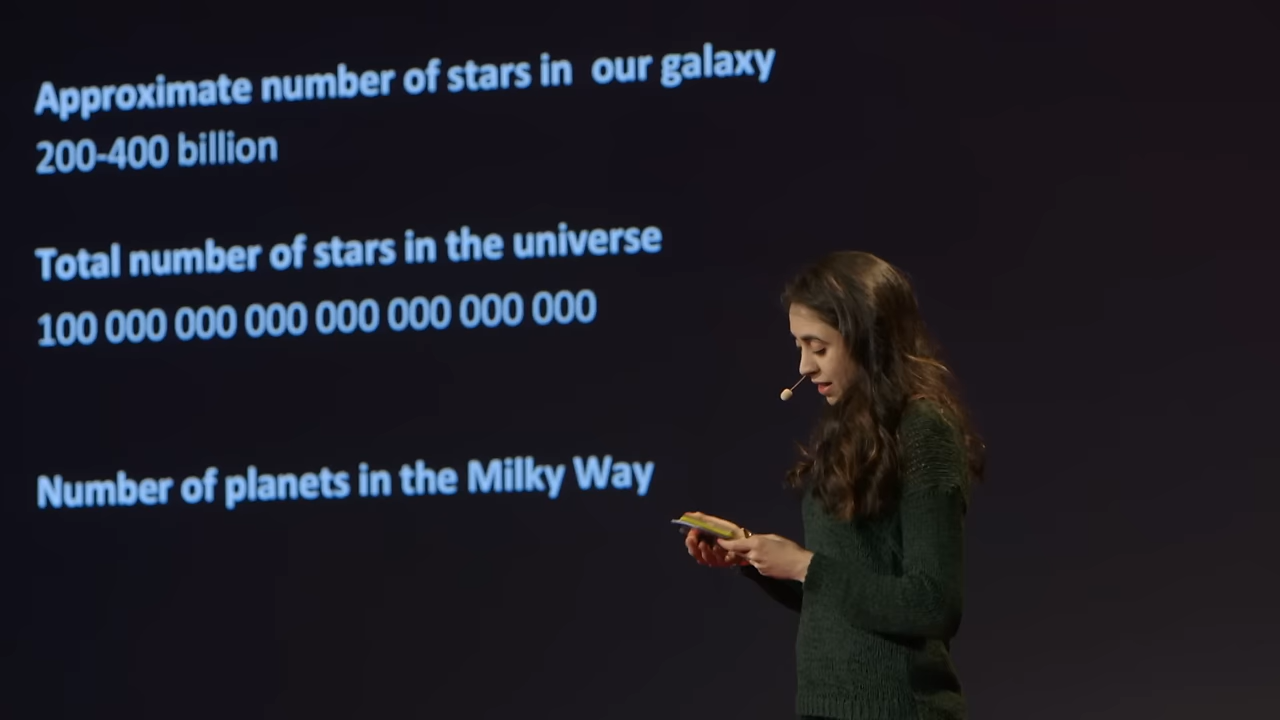 Approximate number of stars in our galaxy
200-400 billion
Total number of stars in the universe
100 000 000 000 000 000 000 000
Number of planets in the Milky Way